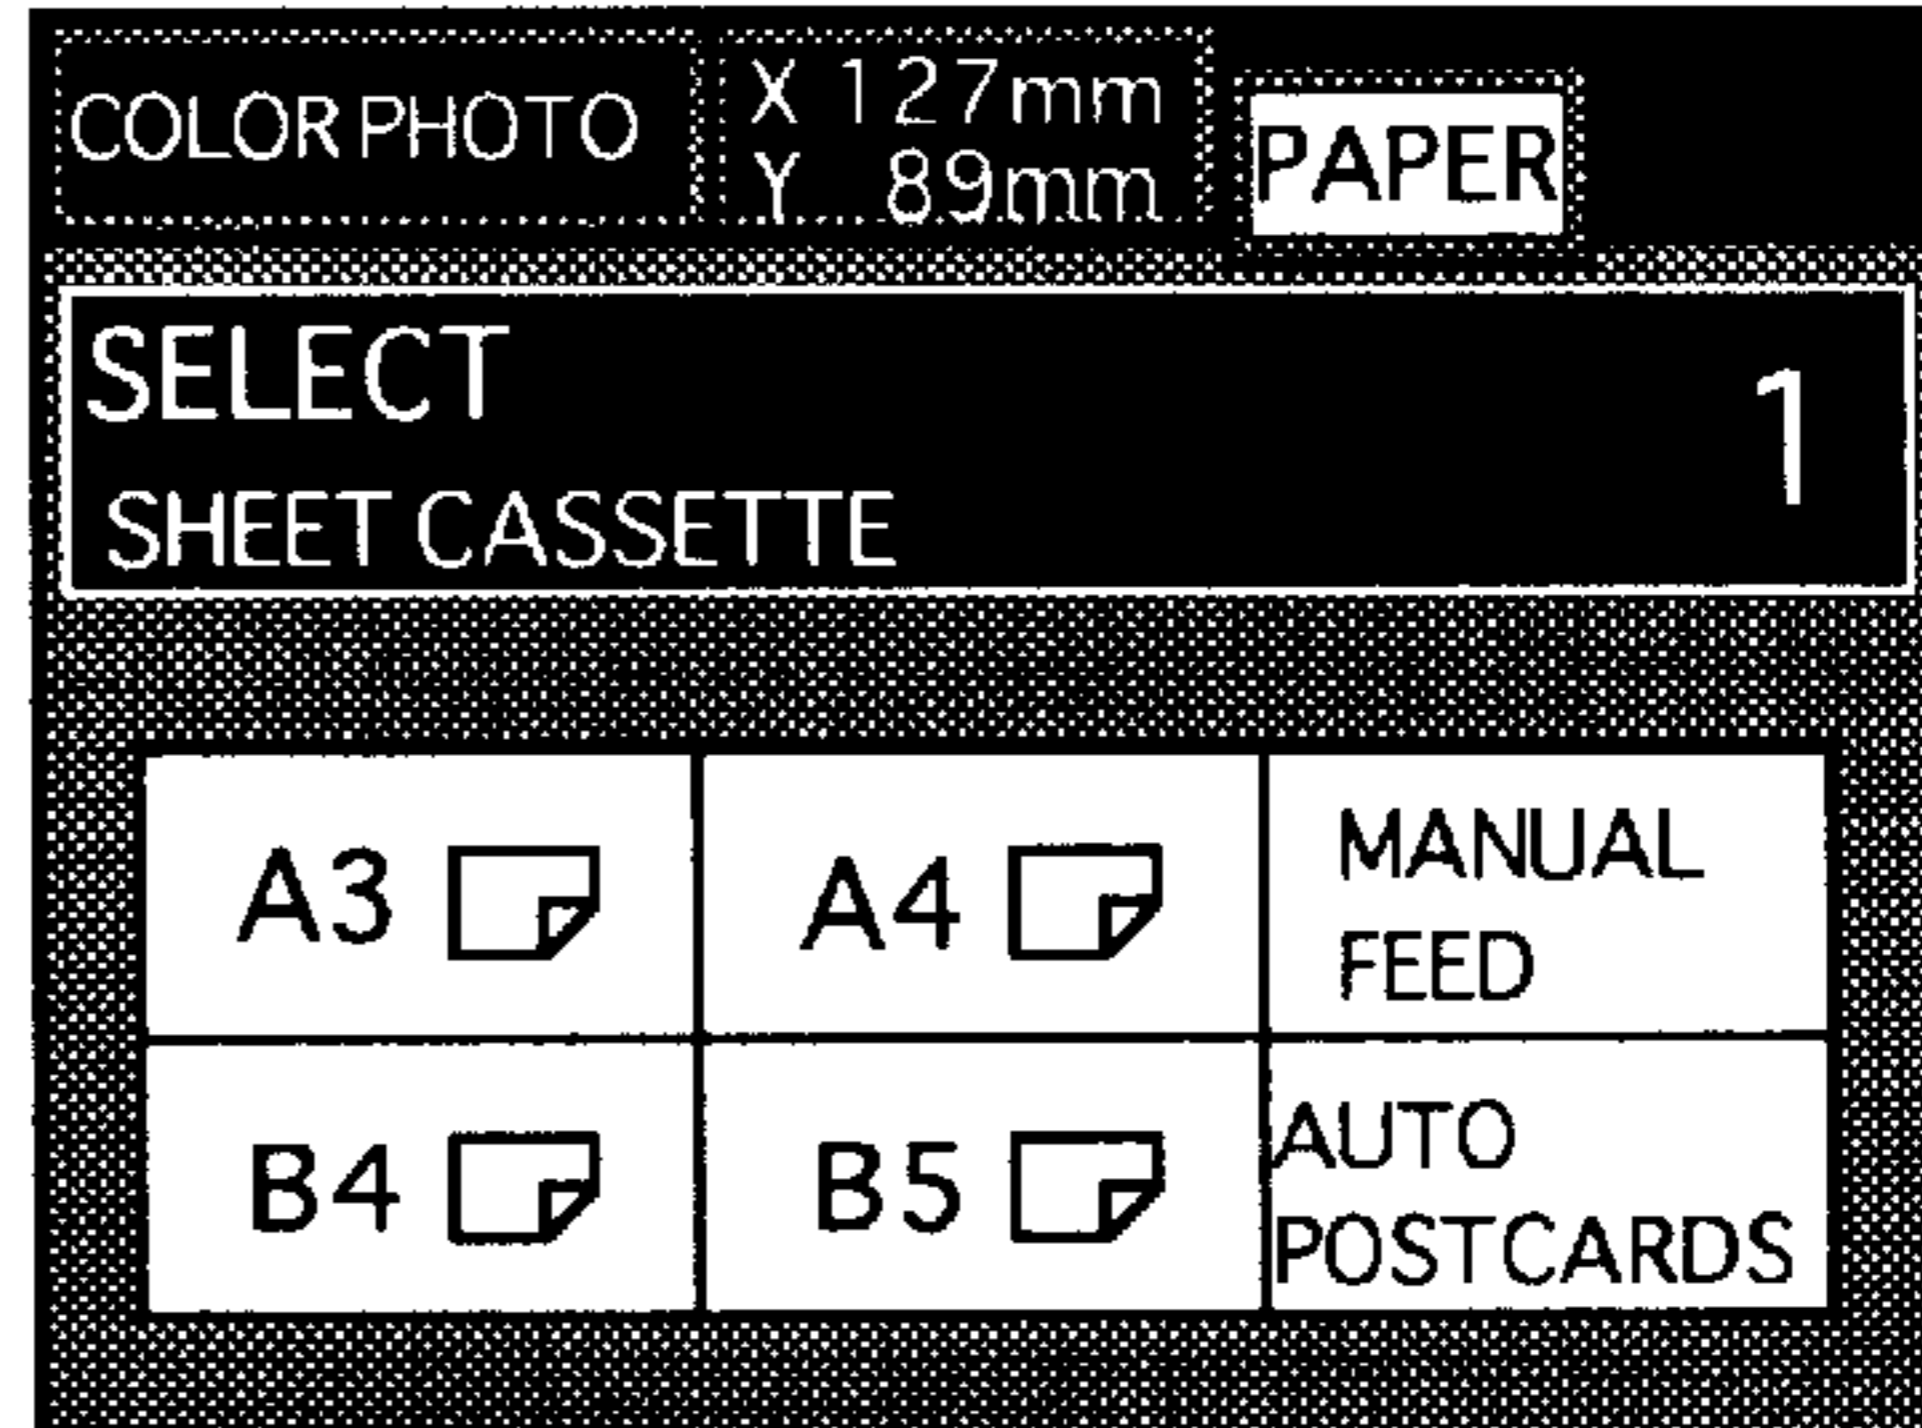 COLOR PHOTO
X 127mm
Y 89mm
PAPER
SELECT
1
SHEET CASSETTE
A3
A4
MANUAL
FEED
B4
B5
AUTO
POSTCARDS